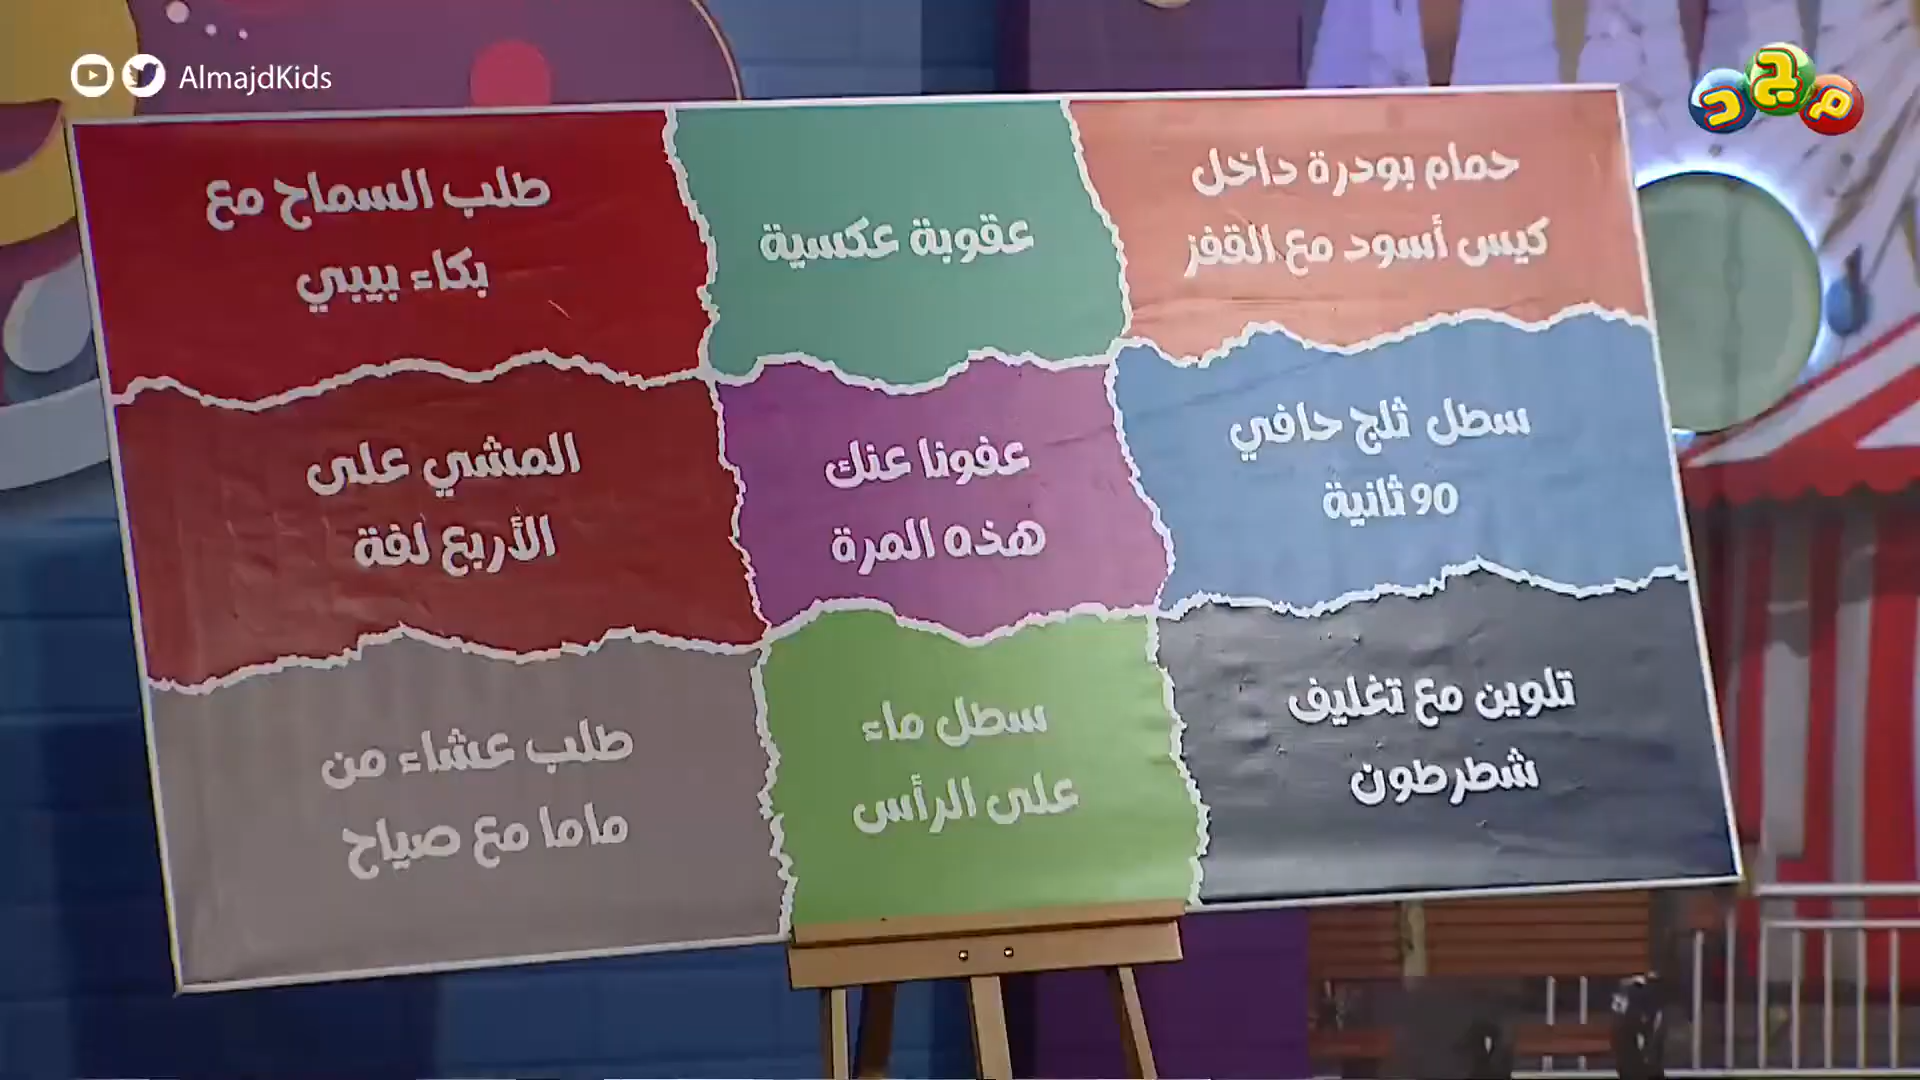 AlmajdKids
مجد
حمام بودرة داخل
كيس أسود مع القفز
عقوبة عكسية
طلب السماح مع
بكاء بيبي
سطل ثلج حافي
90 ثانية
عفونا عنك
هذه المرة
المشي على
الأربع لفة
تلوين مع تغليف
شطرطون
سطل ماء
على الرأس
طلب عشاء من
ماما مع صياح